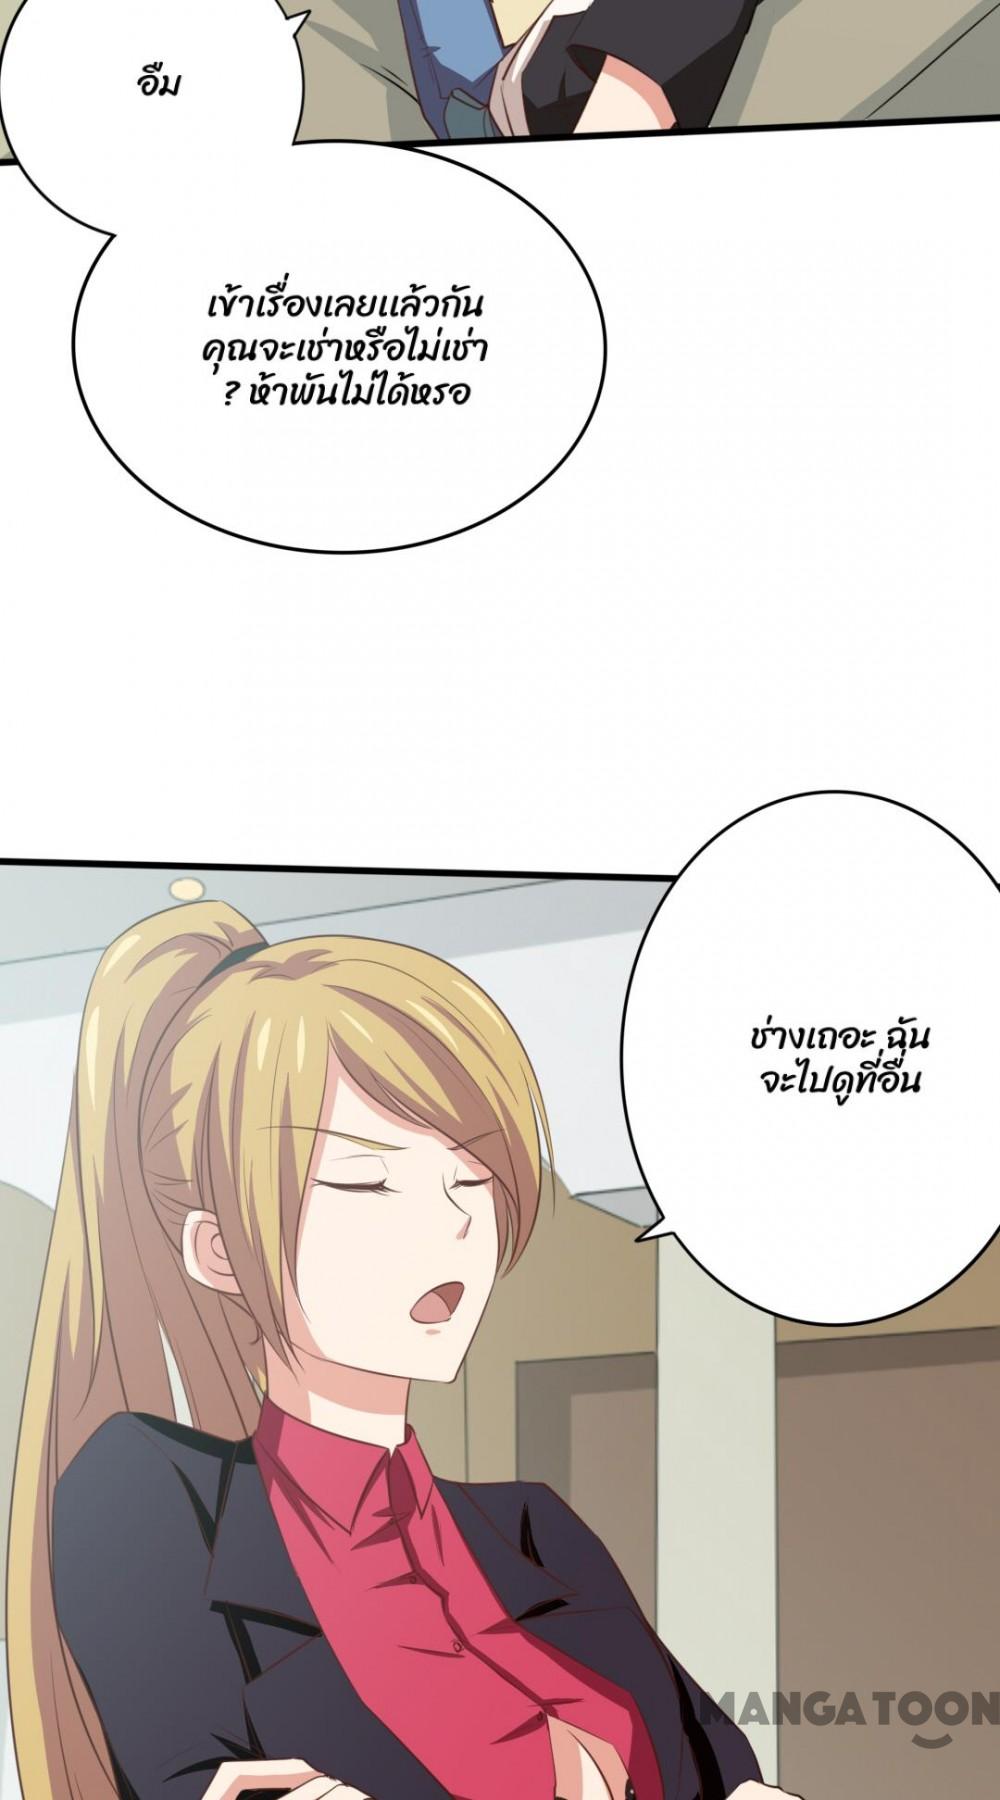 อืม
เข้าเรื่องเลยแล้วกัน
คุณจะเช่าหรือไม่เช่า
? ห้าพันไม่ได้หรอ
ช่างเถอะ ฉัน
จะไปดูที่อื่น
MANGATOON